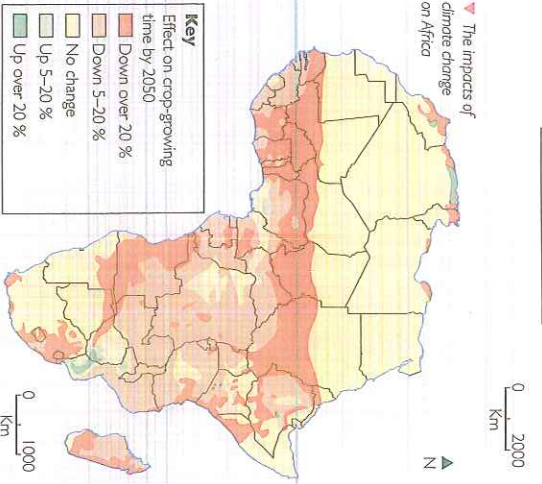 The impacts of
climate change
on Africa
0 2000
Km
N
Key
Effect on crop-growing
time by 2050
Down over 20 %
Down 5–20 %
No change
Up 5–20 %
Up over 20 %
0 1000
Km